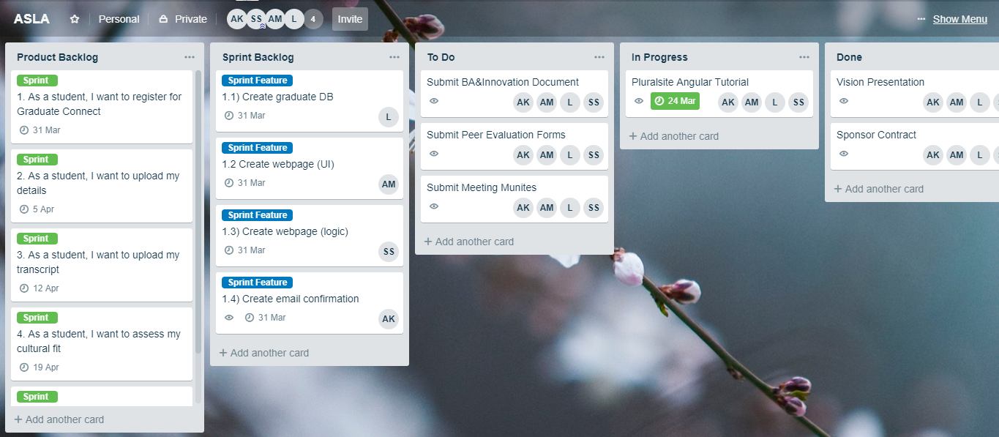 ASLA
Personal
Private
AK SS AM L 4
Invite
... Show Menu
Product Backlog
Sprint
1. As a student, I want to register for
Graduate Connect
31 Mar
Sprint
2. As a student, I want to upload my
details
5 Apr
Sprint
3. As a student, I want to upload my
transcript
12 Apr
Sprint
4. As a student, I want to assess my
cultural fit
19 Apr
Sprint
+ Add another card
Sprint Backlog
Sprint Feature
1.1) Create graduate DB
31 Mar
L
Sprint Feature
1.2 Create webpage (UI)
31 Mar
AM
Sprint Feature
1.3) Create webpage (logic)
31 Mar
SS
Sprint Feature
1.4) Create email confirmation
31 Mar
AK
+ Add another card
To Do
Submit BA&Innovation Document
AK AM L SS
Submit Peer Evaluation Forms
AK AM L SS
Submit Meeting Munites
AK AM L SS
+ Add another card
In Progress
Pluralsite Angular Tutorial
24 Mar
AK AM L SS
+ Add another card
Done
Vision Presentation
AK AM L
Sponsor Contract
AK AM L
+ Add another card